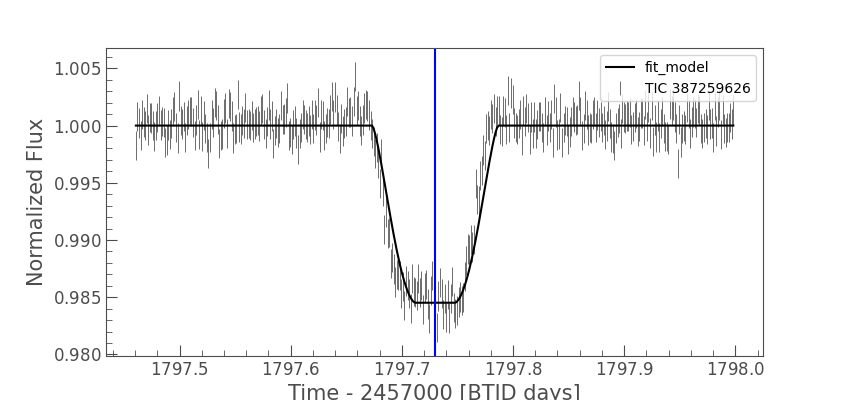 fit_model
TIC 387259626
1.005
1.000
0.995
0.990
0.985
0.980
Normalized Flux
1797.5 1797.6 1797.7 1797.8 1797.9 1798.0
Time - 2457000 [BTJD days]